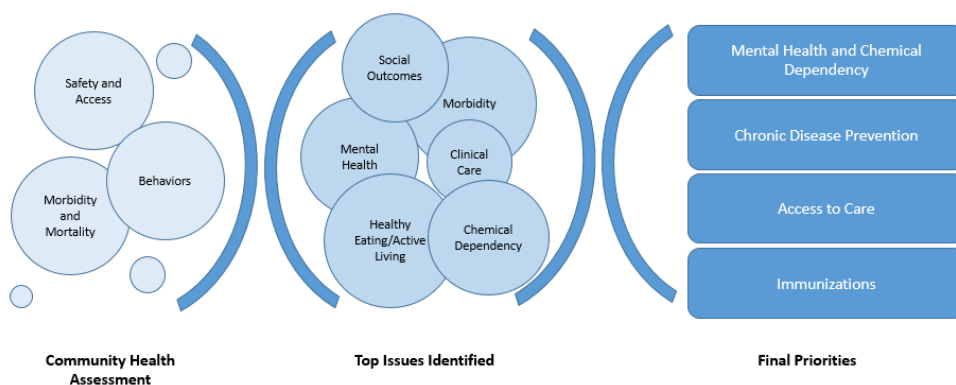 Safety and
Access
Behaviors
Morbidity
and
Mortality
Community Health
Assessment
Social
Outcomes
Morbidity
Mental
Health
Clinical
Care
Healthy
Eating/Active
Living
Chemical
Dependency
Top Issues Identified
Mental Health and Chemical
Dependency
Chronic Disease Prevention
Access to Care
Immunizations
Final Priorities